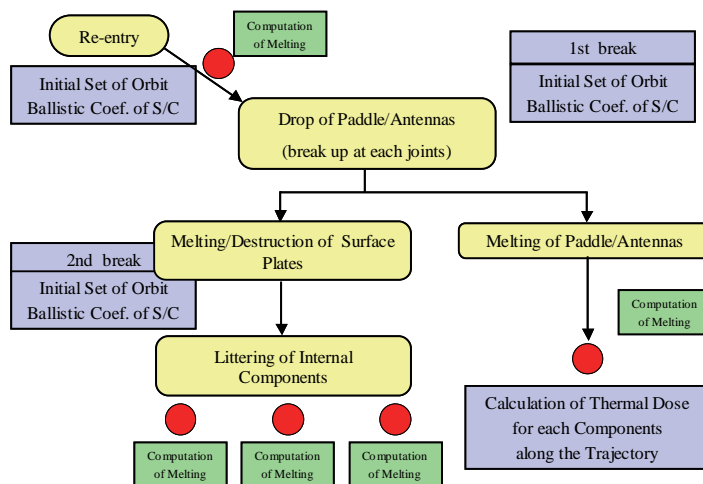 Re-entry
Computation
of Melting
Initial Set of Orbit
Ballistic Coef. of S/C
1st break
Initial Set of Orbit
Ballistic Coef. of S/C
Drop of Paddle/Antennas
(break up at each joints)
2nd break
Initial Set of Orbit
Ballistic Coef. of S/C
Melting/Destruction of Surface
Plates
Melting of Paddle/Antennas
Computation
of Melting
Littering of Internal
Components
Computation
of Melting
Computation
of Melting
Computation
of Melting
Calculation of Thermal Dose
for each Components
along the Trajectory